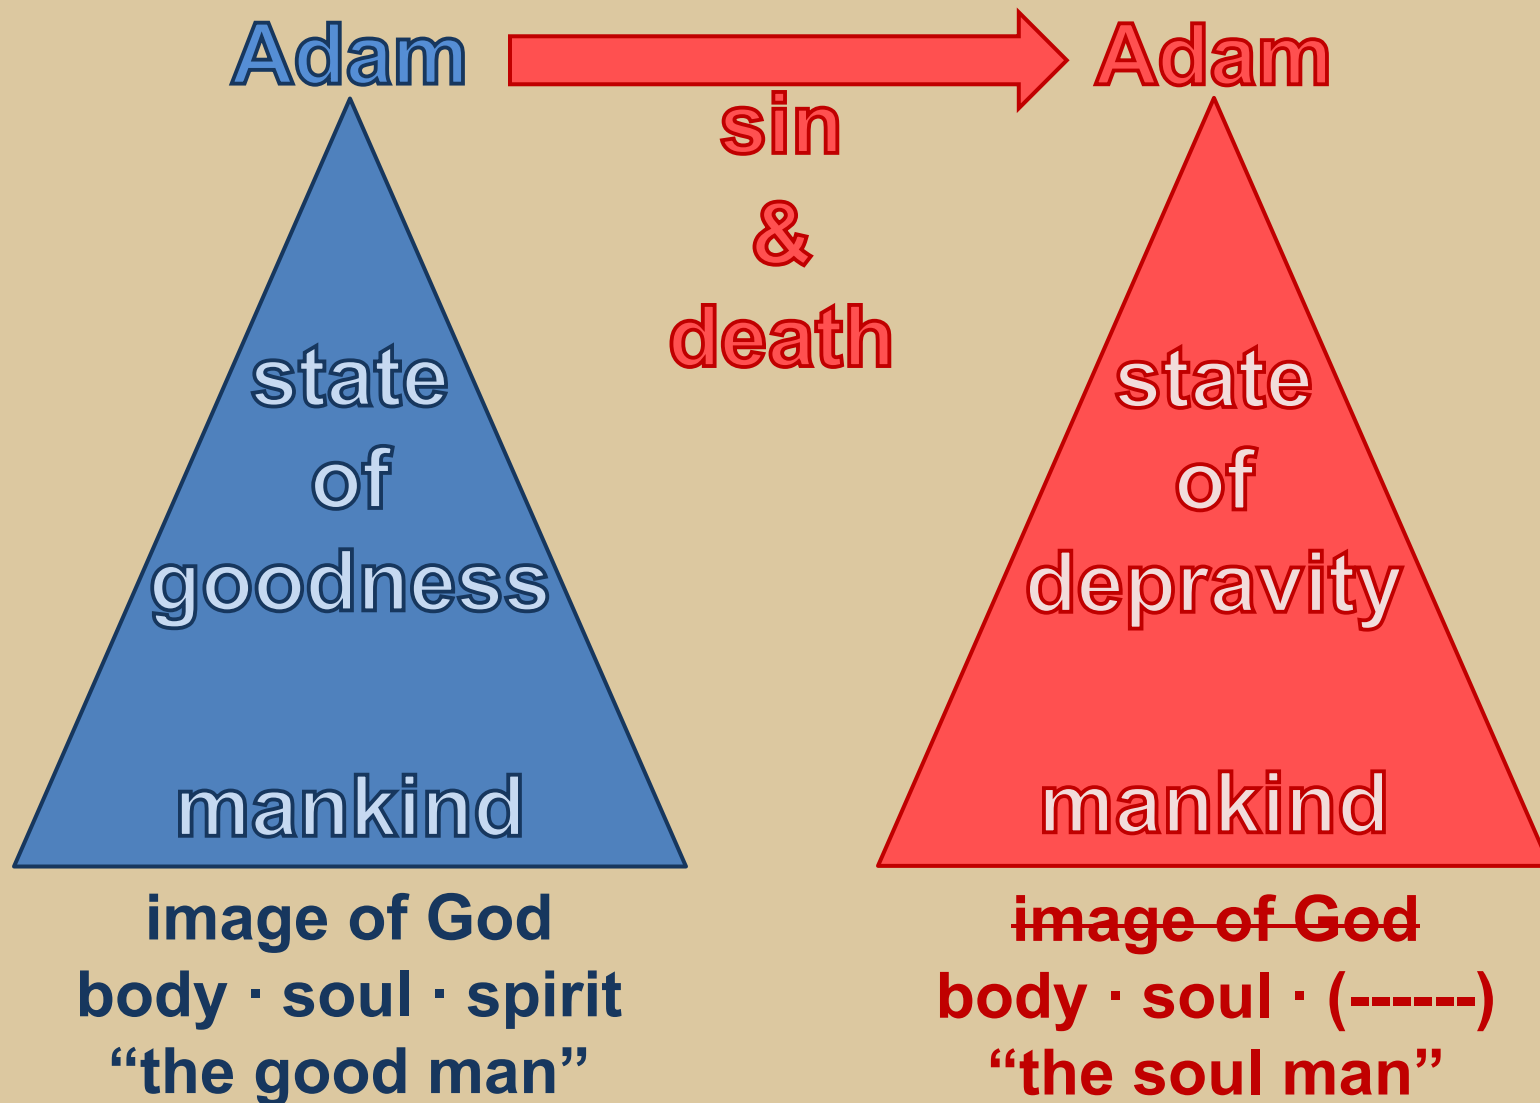 Adam
sin
&
death
Adam
state
of
goodness
mankind
image of God
body · soul · spirit
“the good man”
state
of
depravity
mankind
image of God
body · soul · (------)
“the soul man”